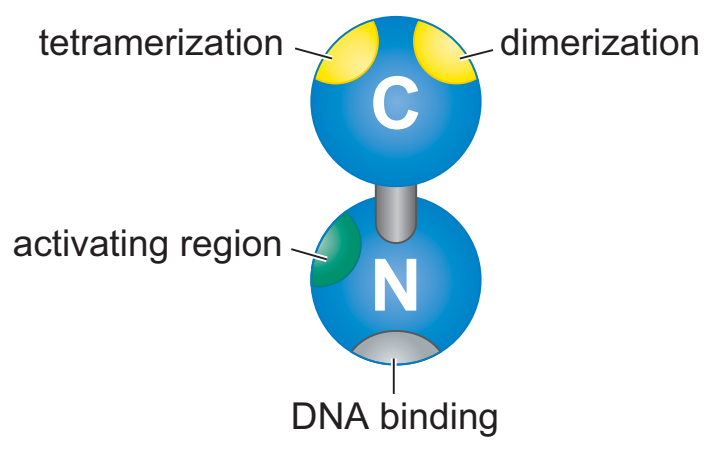 tetramerization
dimerization
C
activating region
N
DNA binding